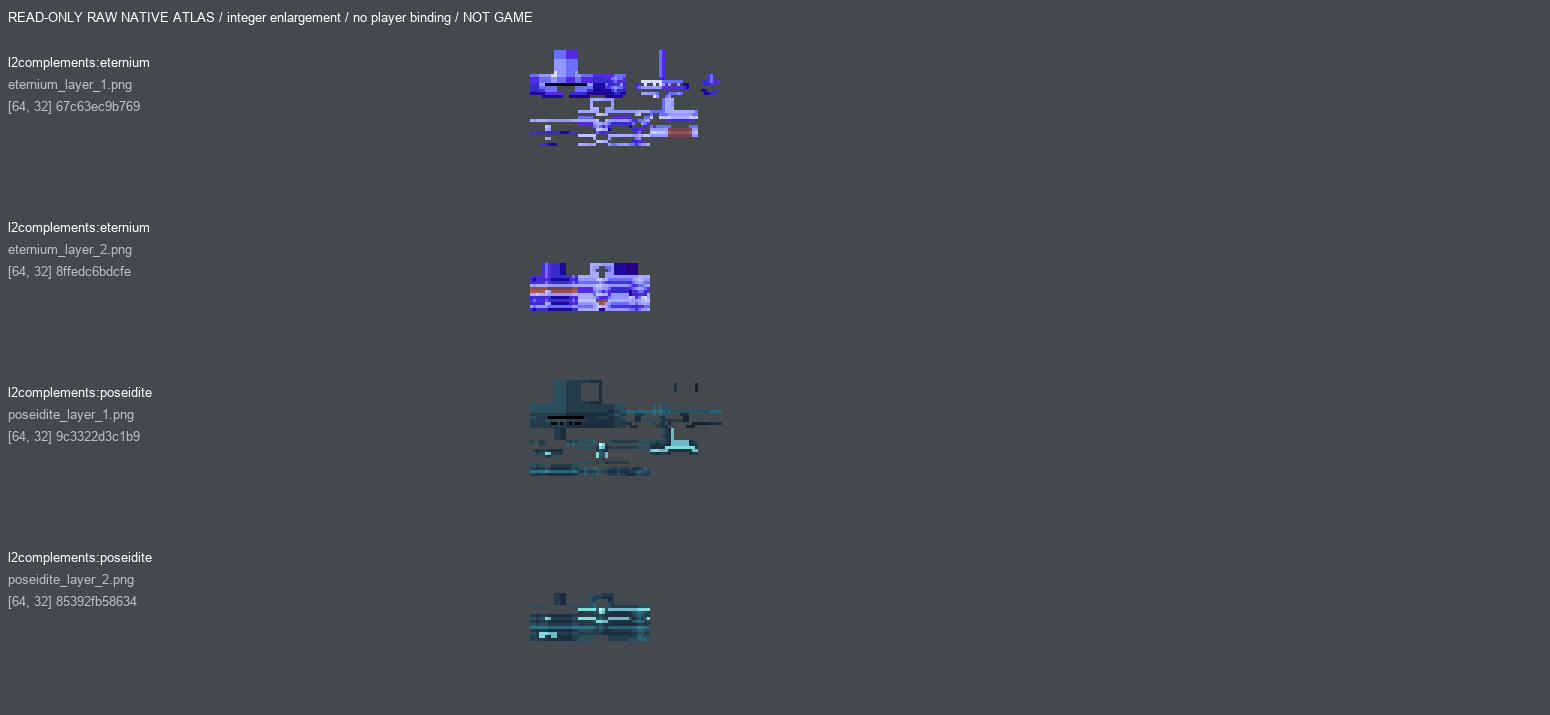 READ-ONLY RAW NATIVE ATLAS / integer enlargement / no player binding / NOT GAME
l2complements:eternium
eternium_layer_1.png
[64, 32] 67c63ec9b769
l2complements:eternium
eternium_layer_2.png
[64, 32] 8ffedc6bdcfe
l2complements:poseidite
poseidite_layer_1.png
[64, 32] 9c3322d3c1b9
l2complements:poseidite
poseidite_layer_2.png
[64, 32] 85392fb58634